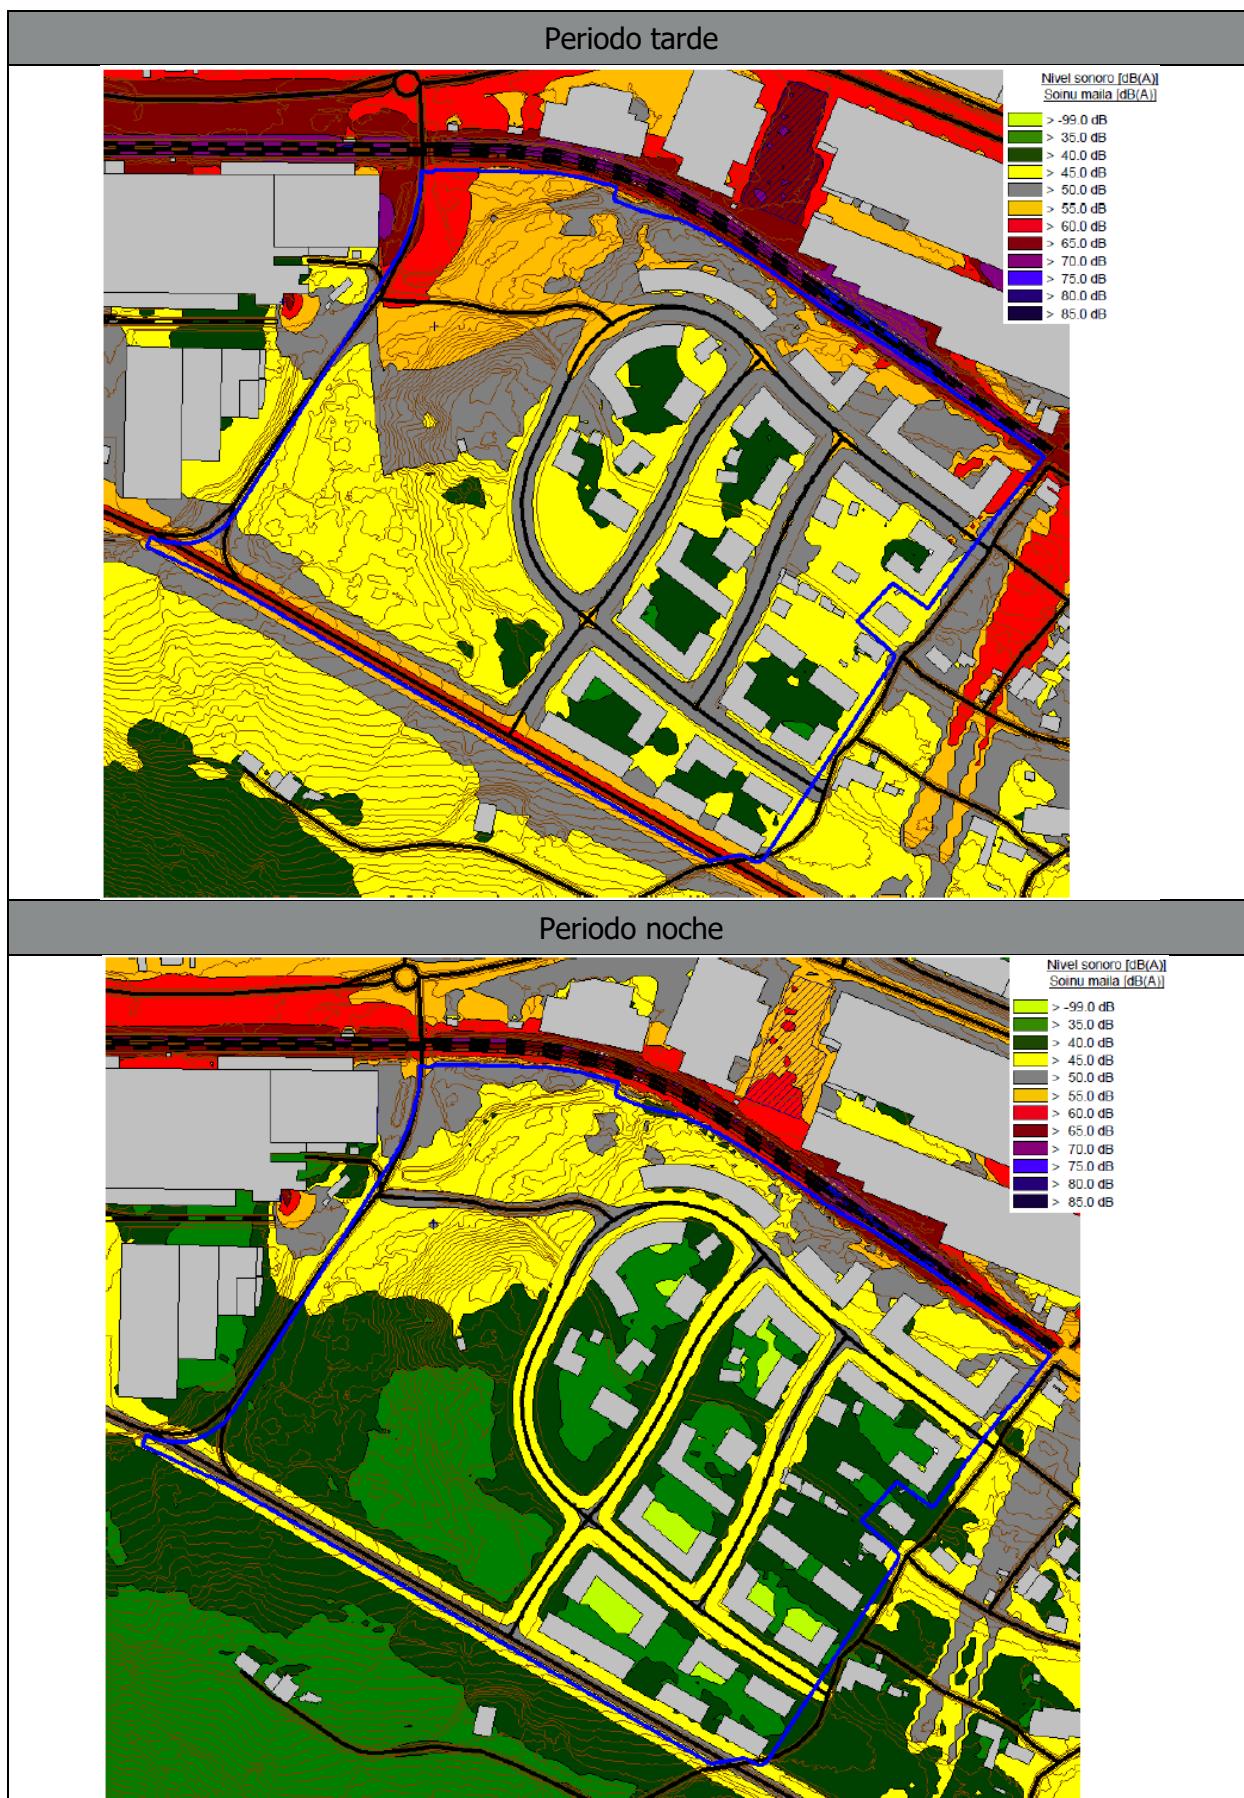 Periodo tarde
Nivel sonoro [dB(A)]
Soinu maila [dB(A)]
> -99.0 dB
> 35.0 dB
> 40.0 dB
> 45.0 dB
> 50.0 dB
> 55.0 dB
> 60.0 dB
> 65.0 dB
> 70.0 dB
> 75.0 dB
> 80.0 dB
> 85.0 dB
Periodo noche
Nivel sonoro [dB(A)]
Soinu maila [dB(A)]
> -99.0 dB
> 35.0 dB
> 40.0 dB
> 45.0 dB
> 50.0 dB
> 55.0 dB
> 60.0 dB
> 65.0 dB
> 70.0 dB
> 75.0 dB
> 80.0 dB
> 85.0 dB